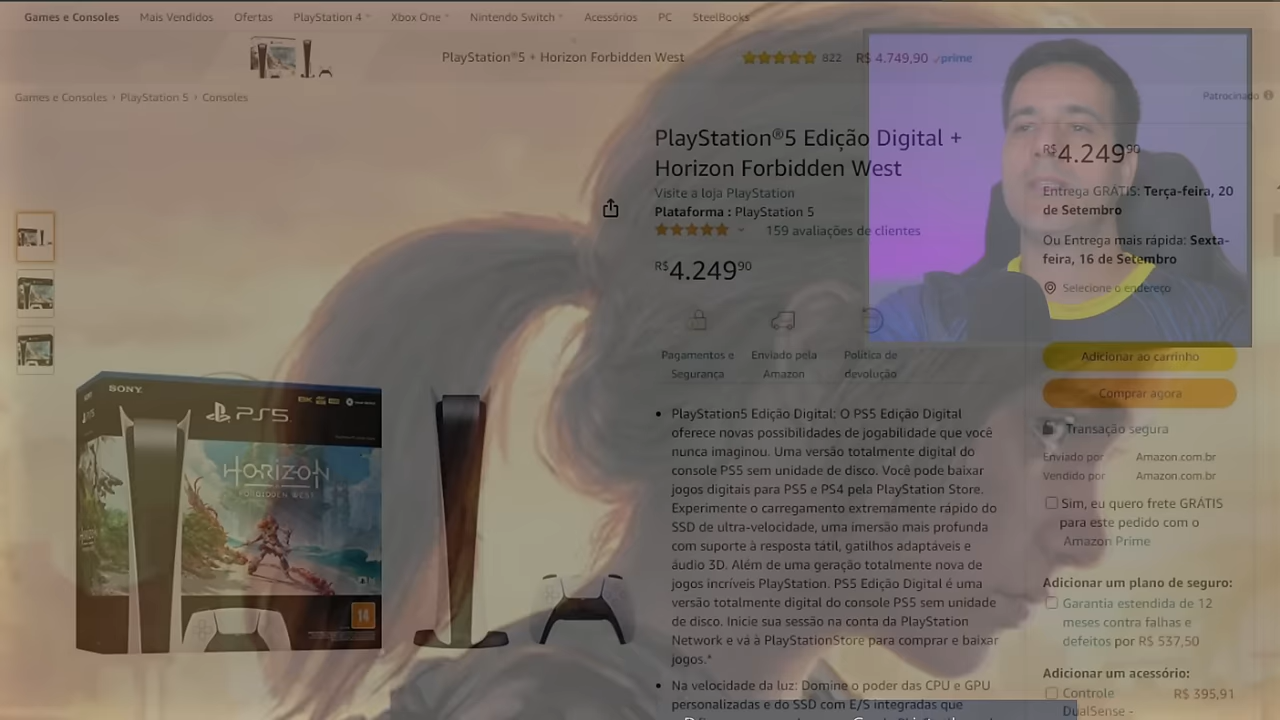 Games e Consoles Mais Vendidos Ofertas PlayStation 4 Xbox One Nintendo Switch Acessórios PC SteelBooks
PlayStation®5 + Horizon Forbidden West 822 R$ 4.749,90 prime
Games e Consoles › PlayStation 5 › Consoles
Patrocinado
PlayStation®5 Edição Digital +
Horizon Forbidden West
Visite a loja PlayStation
Plataforma : PlayStation 5
159 avaliações de clientes
R$4.24990
Pagamentos e
Segurança
Enviado pela
Amazon
Política de
devolução
• PlayStation5 Edição Digital: O PS5 Edição Digital
oferece novas possibilidades de jogabilidade que você
nunca imaginou. Uma versão totalmente digital do
console PS5 sem unidade de disco. Você pode baixar
jogos digitais para PS5 e PS4 pela PlayStation Store.
Experimente o carregamento extremamente rápido do
SSD de ultra-velocidade, uma imersão mais profunda
com suporte à resposta tátil, gatilhos adaptáveis e
áudio 3D. Além de uma geração totalmente nova de
jogos incríveis PlayStation. PS5 Edição Digital é uma
versão totalmente digital do console PS5 sem unidade
de disco. Inicie sua sessão na conta da PlayStation
Network e vá à PlayStationStore para comprar e baixar
jogos.*
• Na velocidade da luz: Domine o poder das CPU e GPU
personalizadas e do SSD com E/S integradas que
R$4.24990
Entrega GRÁTIS: Terça-feira, 20
de Setembro
Ou Entrega mais rápida: Sexta-
feira, 16 de Setembro
Selecione o endereço
Adicionar ao carrinho
Comprar agora
Transação segura
Enviado por Amazon.com.br
Vendido por Amazon.com.br
Sim, eu quero frete GRÁTIS
para este pedido com o
Amazon Prime
Adicionar um plano de seguro:
Garantia estendida de 12
meses contra falhas e
defeitos por R$ 537,50
Adicionar um acessório:
Controle R$ 395,91
DualSense -
SONY
PS5
8K
HORIZON
FORBIDDEN WEST
14